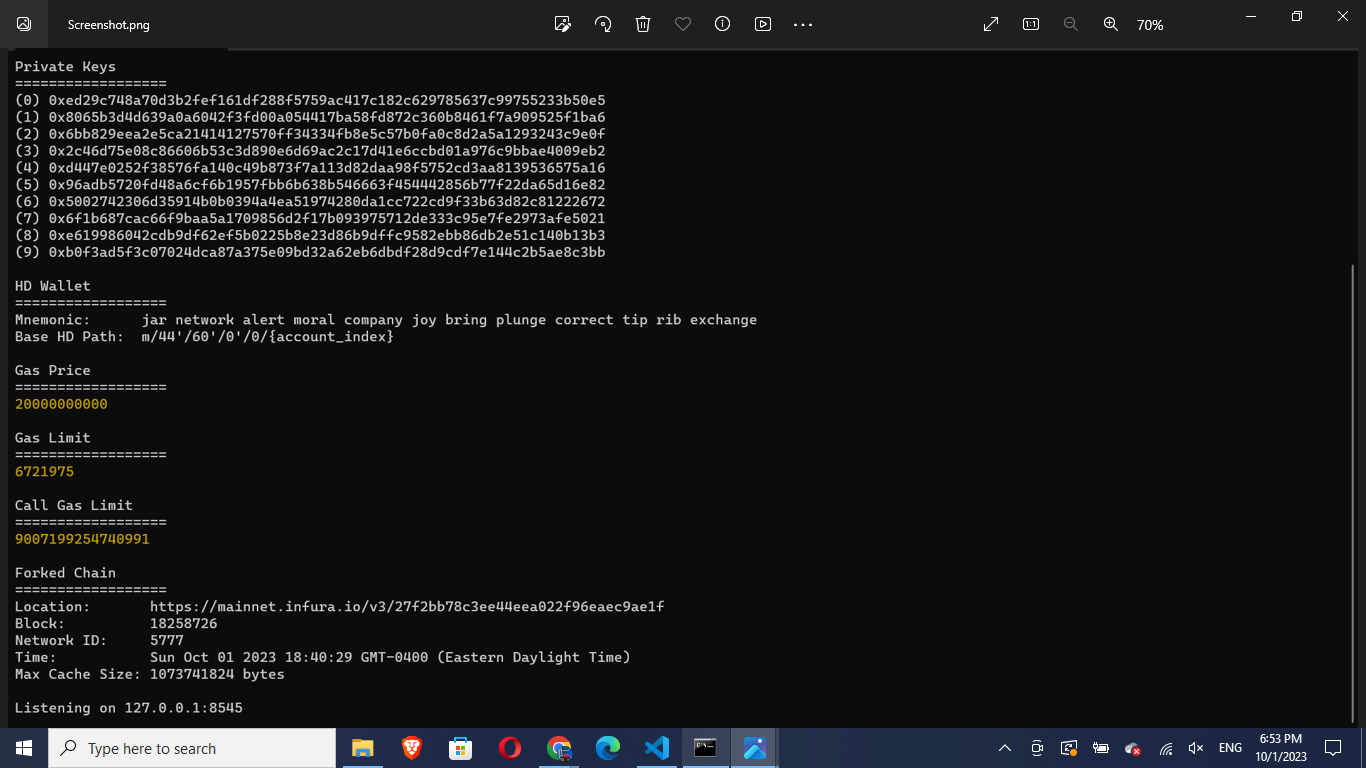 Screenshot.png
70%
Private Keys
==================
(0) 0xed29c748a70d3b2fef161df288f5759ac417c182c629785637c99755233b50e5
(1) 0x8065b3d4d639a0a6042f3fd00a054417ba58fd872c360b8461f7a909525f1ba6
(2) 0x6bb829eea2e5ca21414127570ff34334fb8e5c57b0fa0c8d2a5a1293243c9e0f
(3) 0x2c46d75e08c86606b53c3d890e6d69ac2c17d41e6ccbd01a976c9bbae4009eb2
(4) 0xd447e0252f38576fa140c49b873f7a113d82daa98f5752cd3aa8139536575a16
(5) 0x96adb5720fd48a6cf6b1957fbb6b638b546663f454442856b77f22da65d16e82
(6) 0x5002742306d35914b0b0394a4ea51974280da1cc722cd9f33b63d82c81222672
(7) 0x6f1b687cac66f9baa5a1709856d2f17b093975712de333c95e7fe2973afe5021
(8) 0xe619986042cdb9df62ef5b0225b8e23d86b9dffc9582ebb86db2e51c140b13b3
(9) 0xb0f3ad5f3c07024dca87a375e09bd32a62eb6dbdf28d9cdf7e144c2b5ae8c3bb
HD Wallet
==================
Mnemonic:      jar network alert moral company joy bring plunge correct tip rib exchange
Base HD Path:  m/44'/60'/0'/0/{account_index}
Gas Price
==================
20000000000
Gas Limit
==================
6721975
Call Gas Limit
==================
9007199254740991
Forked Chain
==================
Location:       https://mainnet.infura.io/v3/27f2bb78c3ee44eea022f96eaec9ae1f
Block:          18258726
Network ID:     5777
Time:           Sun Oct 01 2023 18:40:29 GMT-0400 (Eastern Daylight Time)
Max Cache Size: 1073741824 bytes
Listening on 127.0.0.1:8545
Type here to search
ENG
6:53 PM
10/1/2023